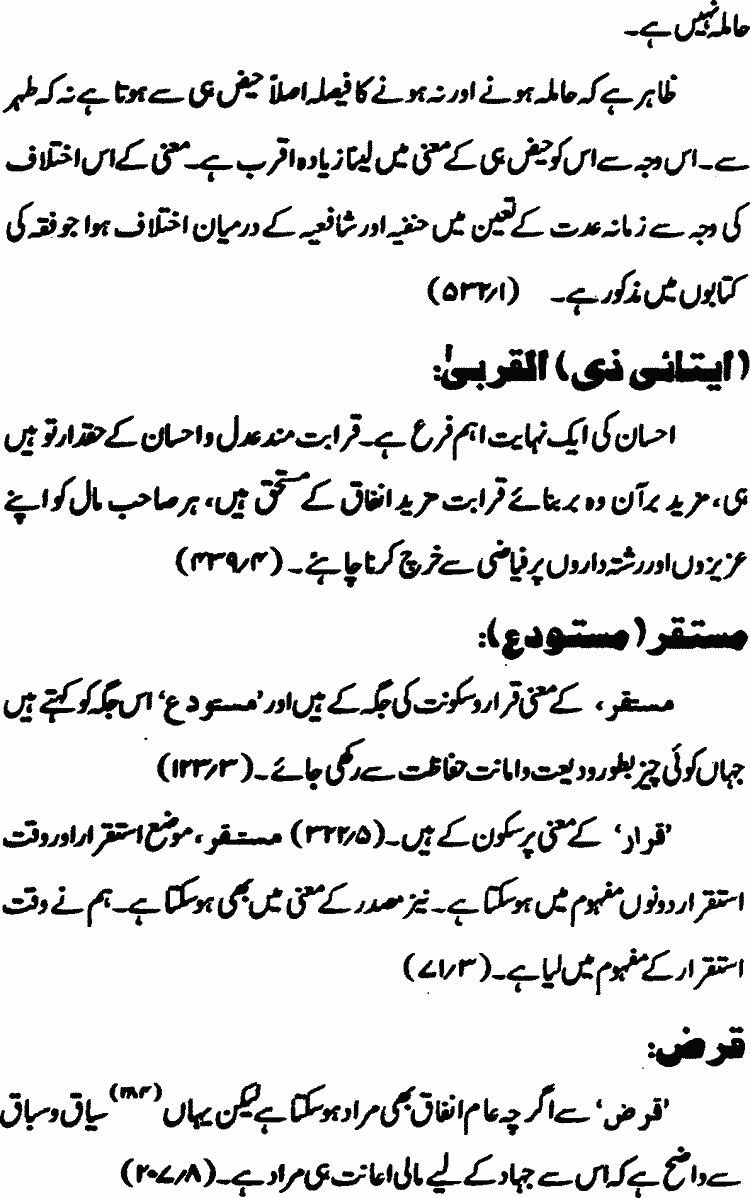 حاملہ نہیں ہے۔
ظاہر ہے کہ حاملہ ہونے اور نہ ہونے کا فیصلہ اصلاً حیض ہی سے ہوتا ہے نہ کہ طہر
سے۔ اس وجہ سے اس کو حیض ہی کے معنی میں لینا زیادہ اقرب ہے۔ معنی کے اس اختلاف
کی وجہ سے زمانہ عدت کے تعین میں حنفیہ اور شافعیہ کے درمیان اختلاف ہوا جو فقہ کی
کتابوں میں مذکور ہے۔ (۵۳۲/۱)
(ایتائی ذی) القربیٰ:
احسان کی ایک نہایت اہم فرع ہے۔ قرابت مند عدل و احسان کے حقدار تو ہیں
ہی، مزید برآن وہ بر بنائے قرابت مزید انفاق کے مستحق ہیں، ہر صاحب مال کو اپنے
عزیزوں اور رشتہ داروں پر فیاضی سے خرچ کرنا چاہئے۔ (۴۳۹/۴)
مستقر (مستودع):
مستقر، کے معنی قرار و سکونت کی جگہ کے ہیں اور ’مستودع‘ اس جگہ کو کہتے ہیں
جہاں کوئی چیز بطور ودیعت و امانت حفاظت سے رکھی جائے۔ (۱۲۳/۳)
’قرار‘ کے معنی پر سکون کے ہیں۔ (۳۲۲/۵) مستقر، موضع استقرار اور وقت
استقرار دونوں مفہوم میں ہو سکتا ہے۔ نیز مصدر کے معنی میں بھی ہو سکتا ہے۔ ہم نے وقت
استقرار کے مفہوم میں لیا ہے۔ (۷۱/۳)
قرض:
’قرض‘ سے اگرچہ عام انفاق بھی مراد ہو سکتا ہے لیکن یہاں سیاق و سباق
سے واضح ہے کہ اس سے جہاد کے لیے مالی اعانت ہی مراد ہے۔ (۲۰۷/۸)